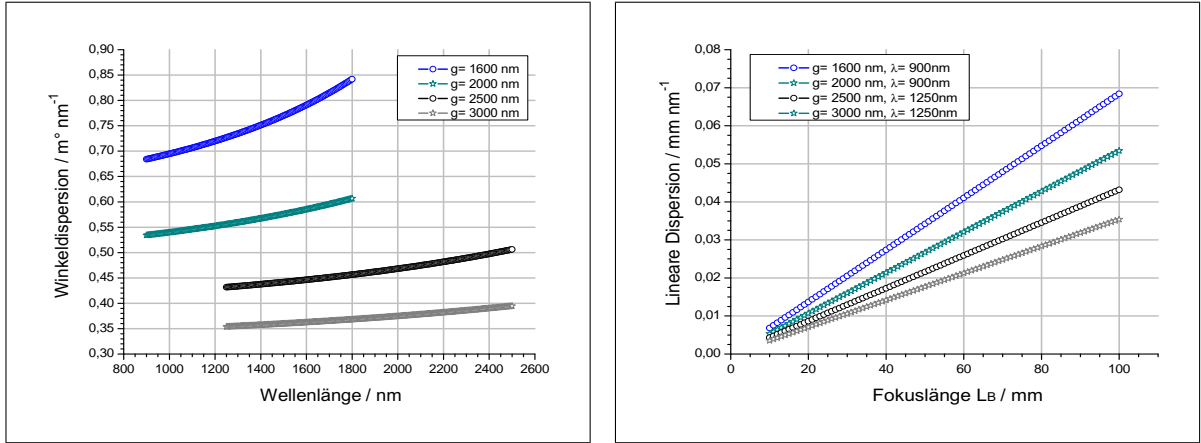 0,90
0,85
0,80
0,75
0,70
0,65
0,60
0,55
0,50
0,45
0,40
0,35
0,30
Winkeldispersion / m° nm⁻¹
g= 1600 nm
g= 2000 nm
g= 2500 nm
g= 3000 nm
800 1000 1200 1400 1600 1800 2000 2200 2400 2600
Wellenlänge / nm
0,08
0,07
0,06
0,05
0,04
0,03
0,02
0,01
0,00
Lineare Dispersion / mm nm⁻¹
g= 1600 nm, λ= 900nm
g= 2000 nm, λ= 900nm
g= 2500 nm, λ= 1250nm
g= 3000 nm, λ= 1250nm
0 20 40 60 80 100
Fokuslänge LB / mm